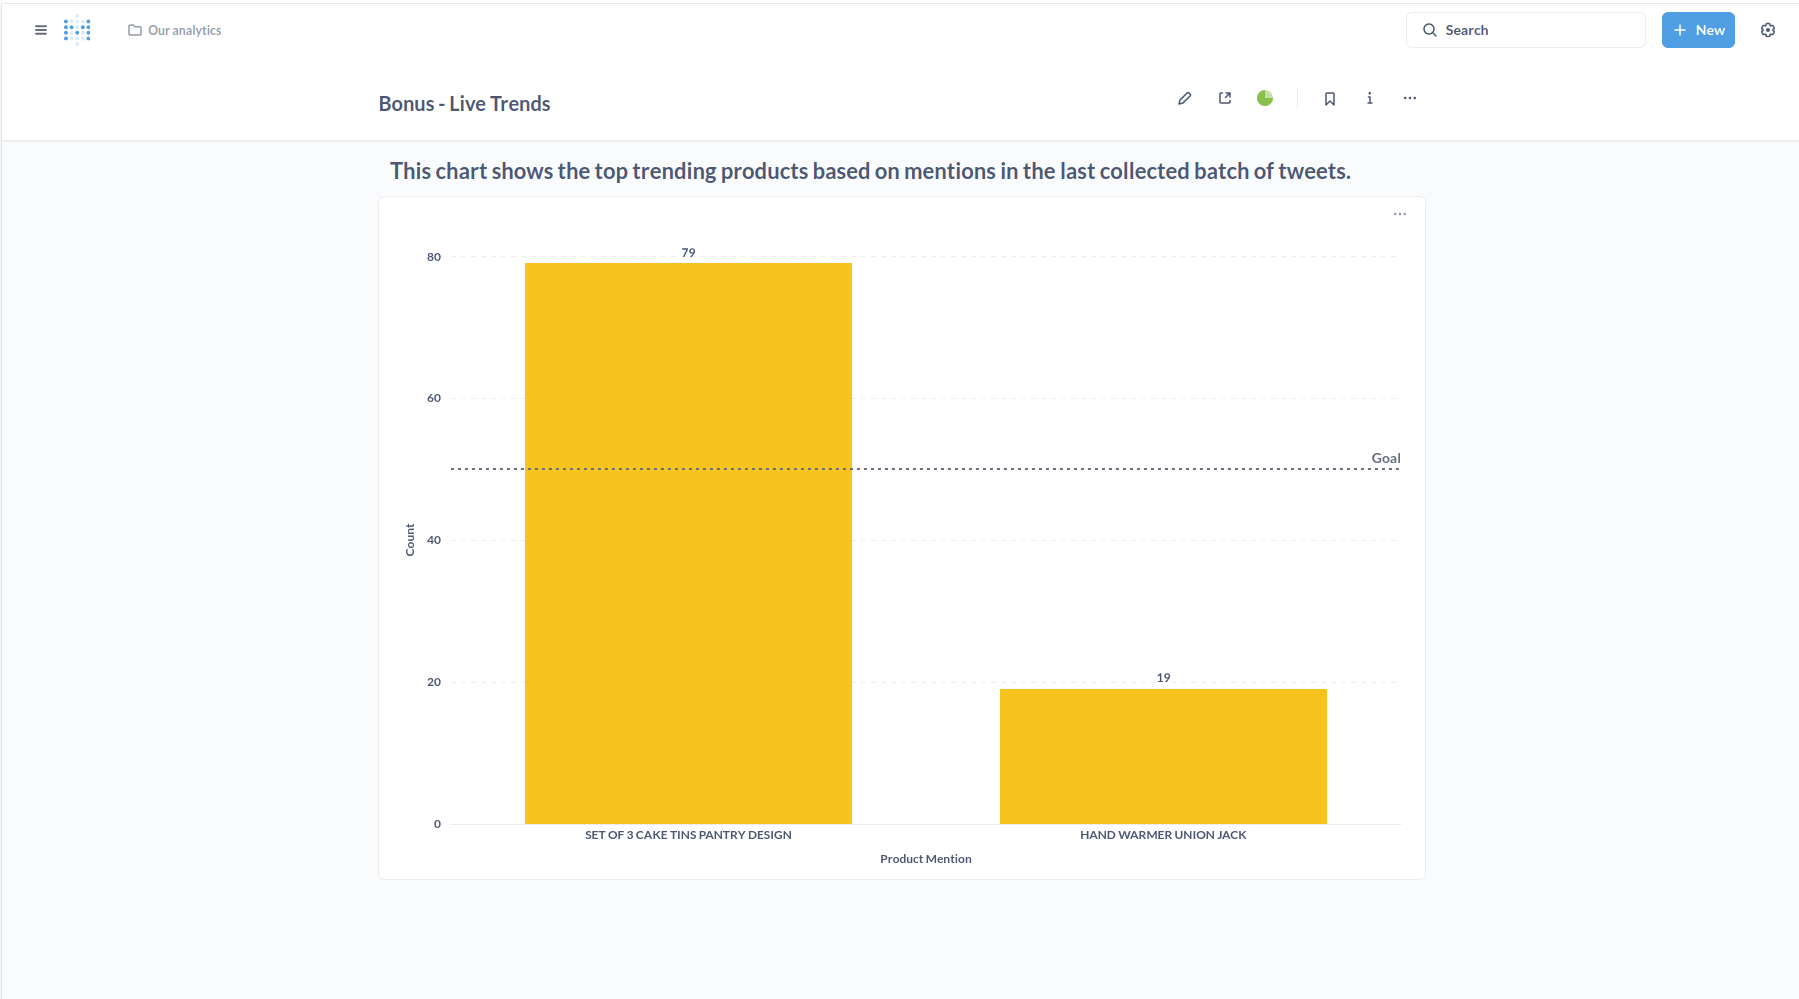 Our analytics
Search
New
Bonus - Live Trends
This chart shows the top trending products based on mentions in the last collected batch of tweets.
79
80
60
Goal
Count
40
19
20
0
SET OF 3 CAKE TINS PANTRY DESIGN
HAND WARMER UNION JACK
Product Mention